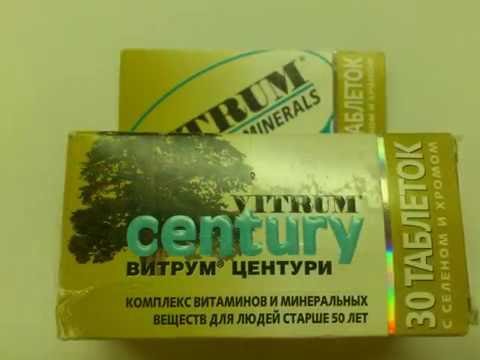 VITRUM®
MINERALS
ТАБЛЕТОК
VITRUM®
century
ВИТРУМ® ЦЕНТУРИ
КОМПЛЕКС ВИТАМИНОВ И МИНЕРАЛЬНЫХ
ВЕЩЕСТВ ДЛЯ ЛЮДЕЙ СТАРШЕ 50 ЛЕТ
30 ТАБЛЕТОК
С СЕЛЕНОМ И ХРОМОМ